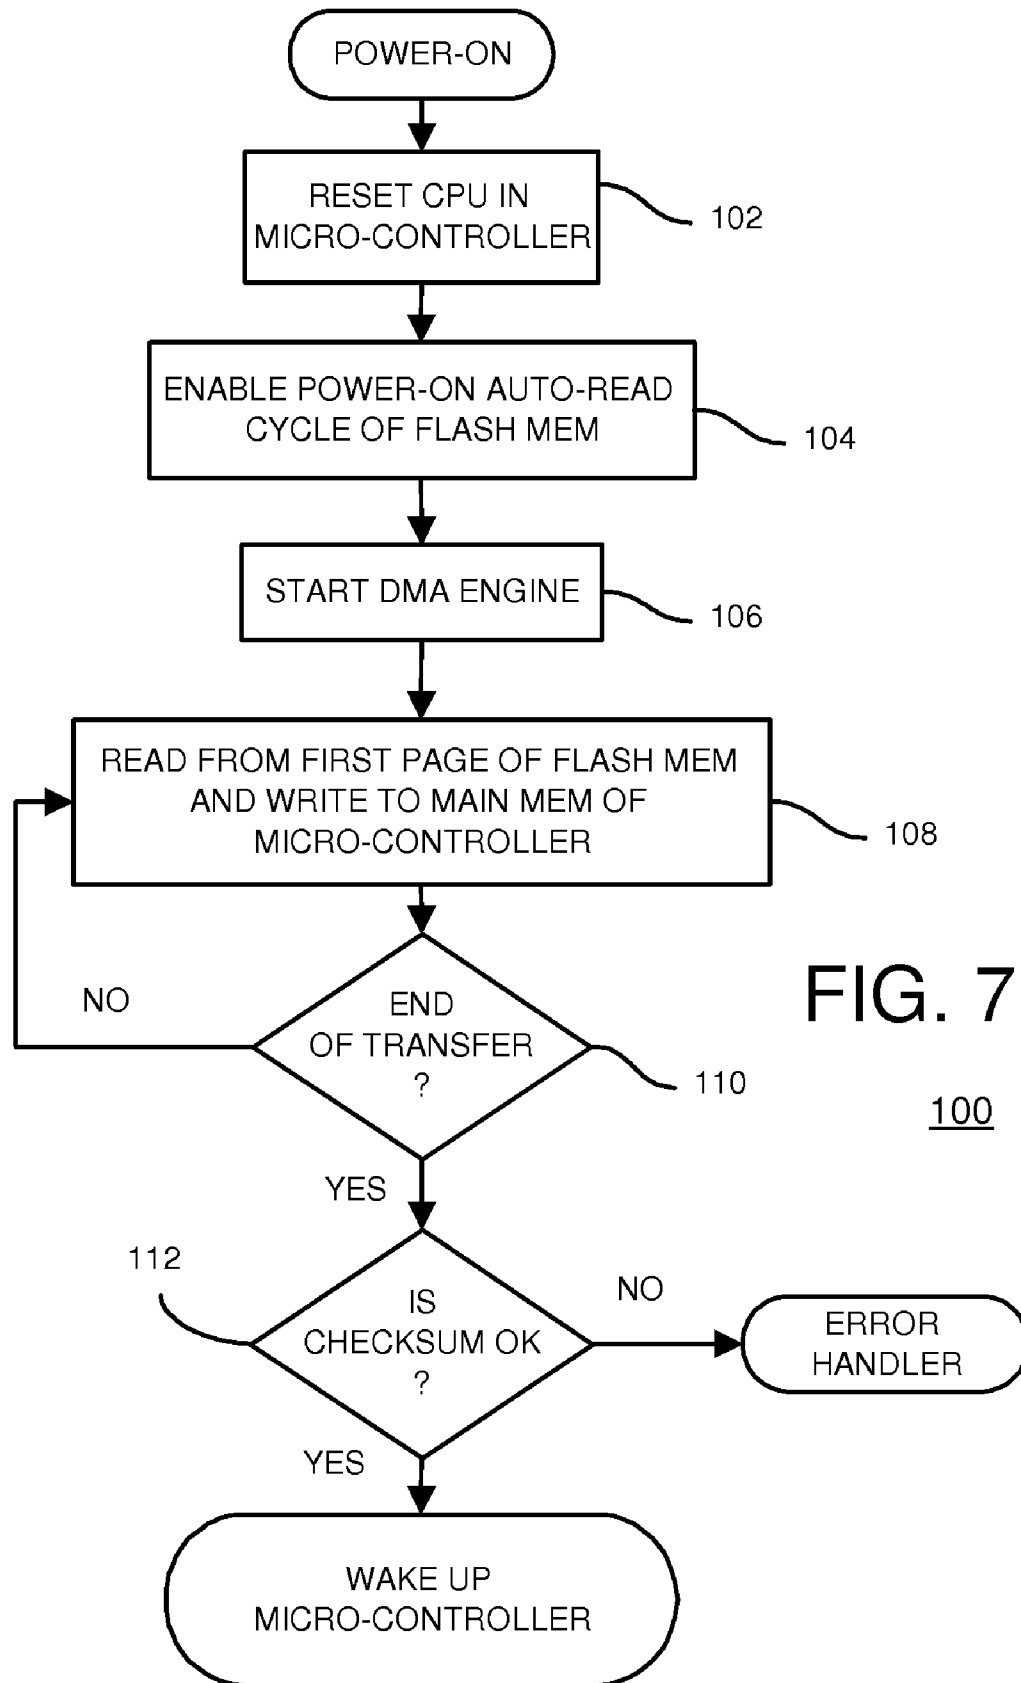 POWER-ON
RESET CPU IN
MICRO-CONTROLLER
102
ENABLE POWER-ON AUTO-READ
CYCLE OF FLASH MEM
104
START DMA ENGINE
106
READ FROM FIRST PAGE OF FLASH MEM
AND WRITE TO MAIN MEM OF
MICRO-CONTROLLER
108
NO
END
OF TRANSFER
?
110
FIG. 7
100
YES
112
IS
CHECKSUM OK
?
NO
ERROR
HANDLER
YES
WAKE UP
MICRO-CONTROLLER